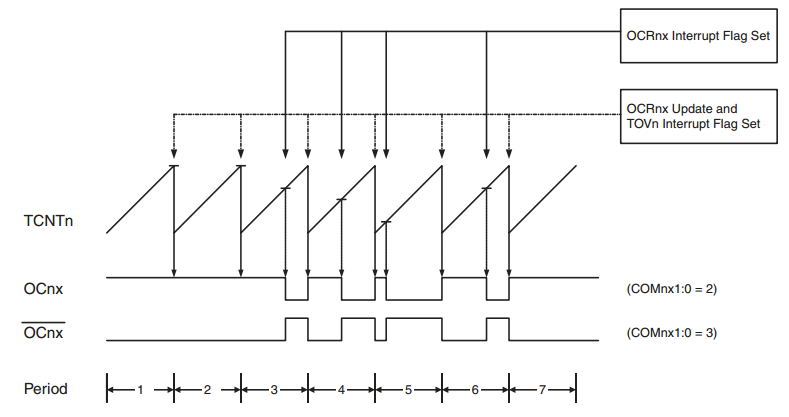 OCRnx Interrupt Flag Set
OCRnx Update and
TOVn Interrupt Flag Set
TCNTn
OCnx
(COMnx1:0 = 2)
OCnx
(COMnx1:0 = 3)
Period
1
2
3
4
5
6
7